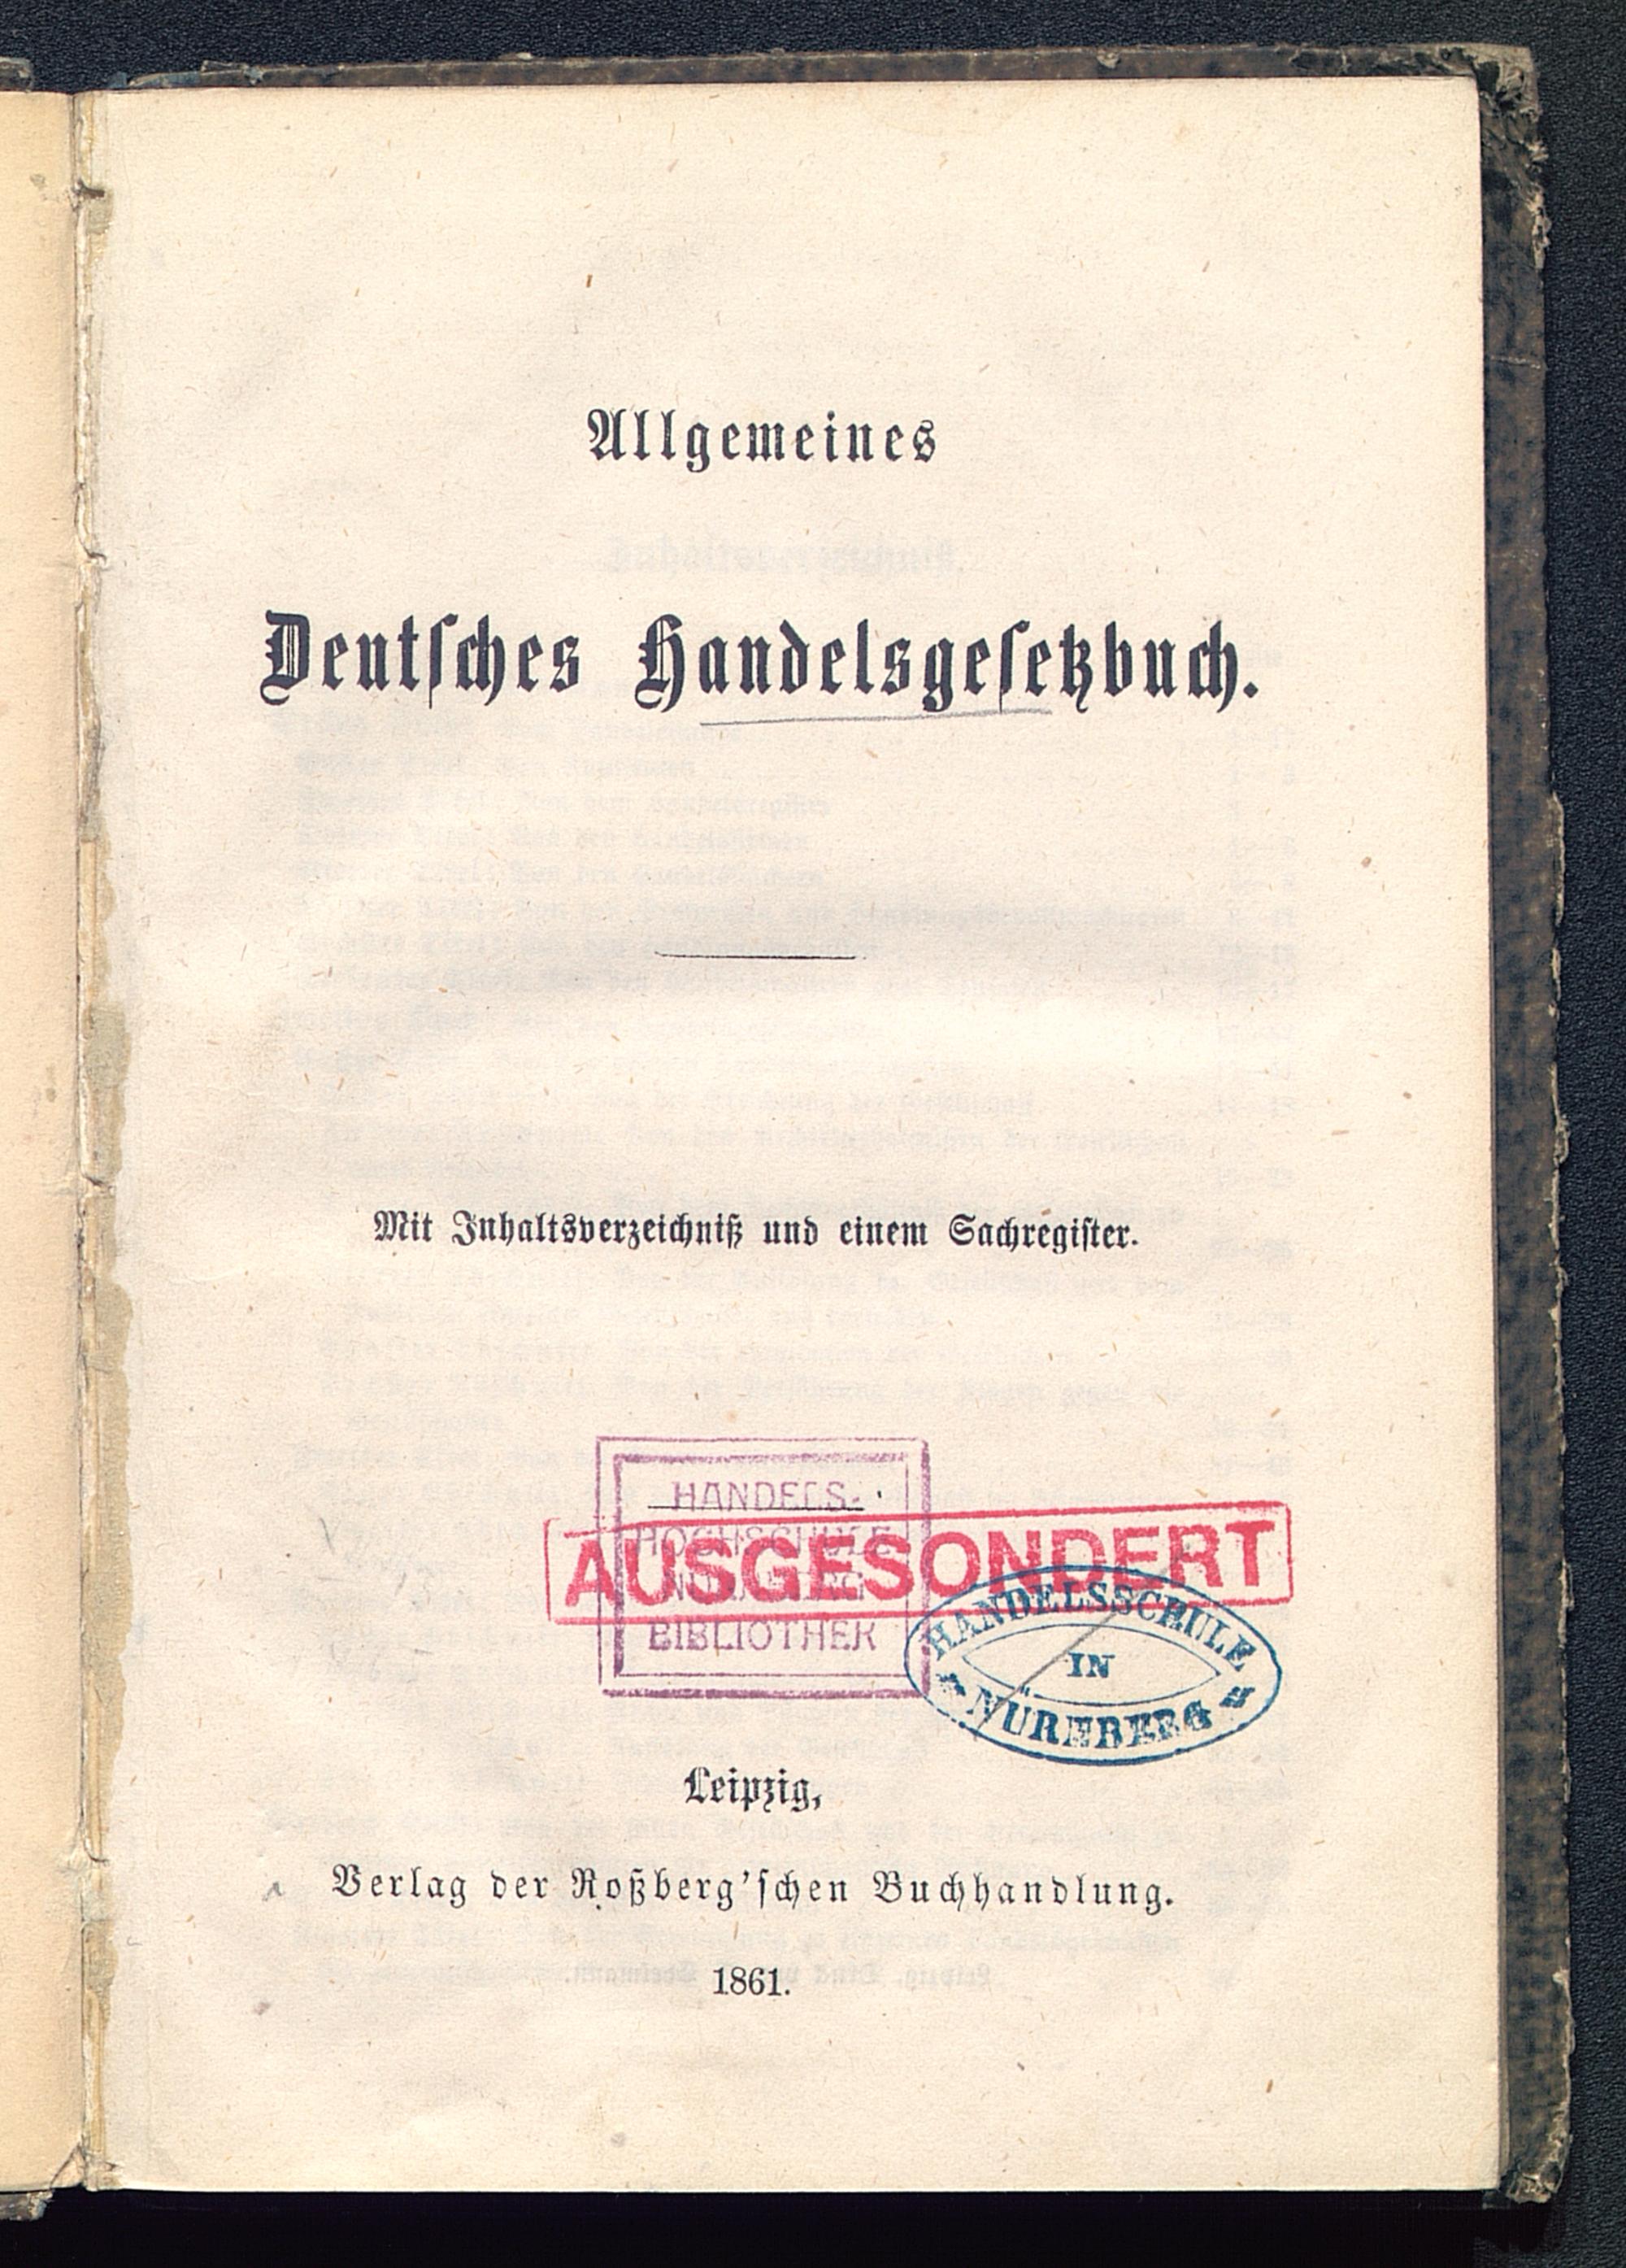 Allgemeines
Deutsches Handelsgesetzbuch.
Mit Inhaltsverzeichniß und einem Sachregister.
HANDELS-
HOCHSCHULE
BIBLIOTHEK
AUSGESONDERT
HANDELSSCHULE
IN
NÜRNBERG
Leipzig,
Verlag der Roßberg'schen Buchhandlung.
1861.